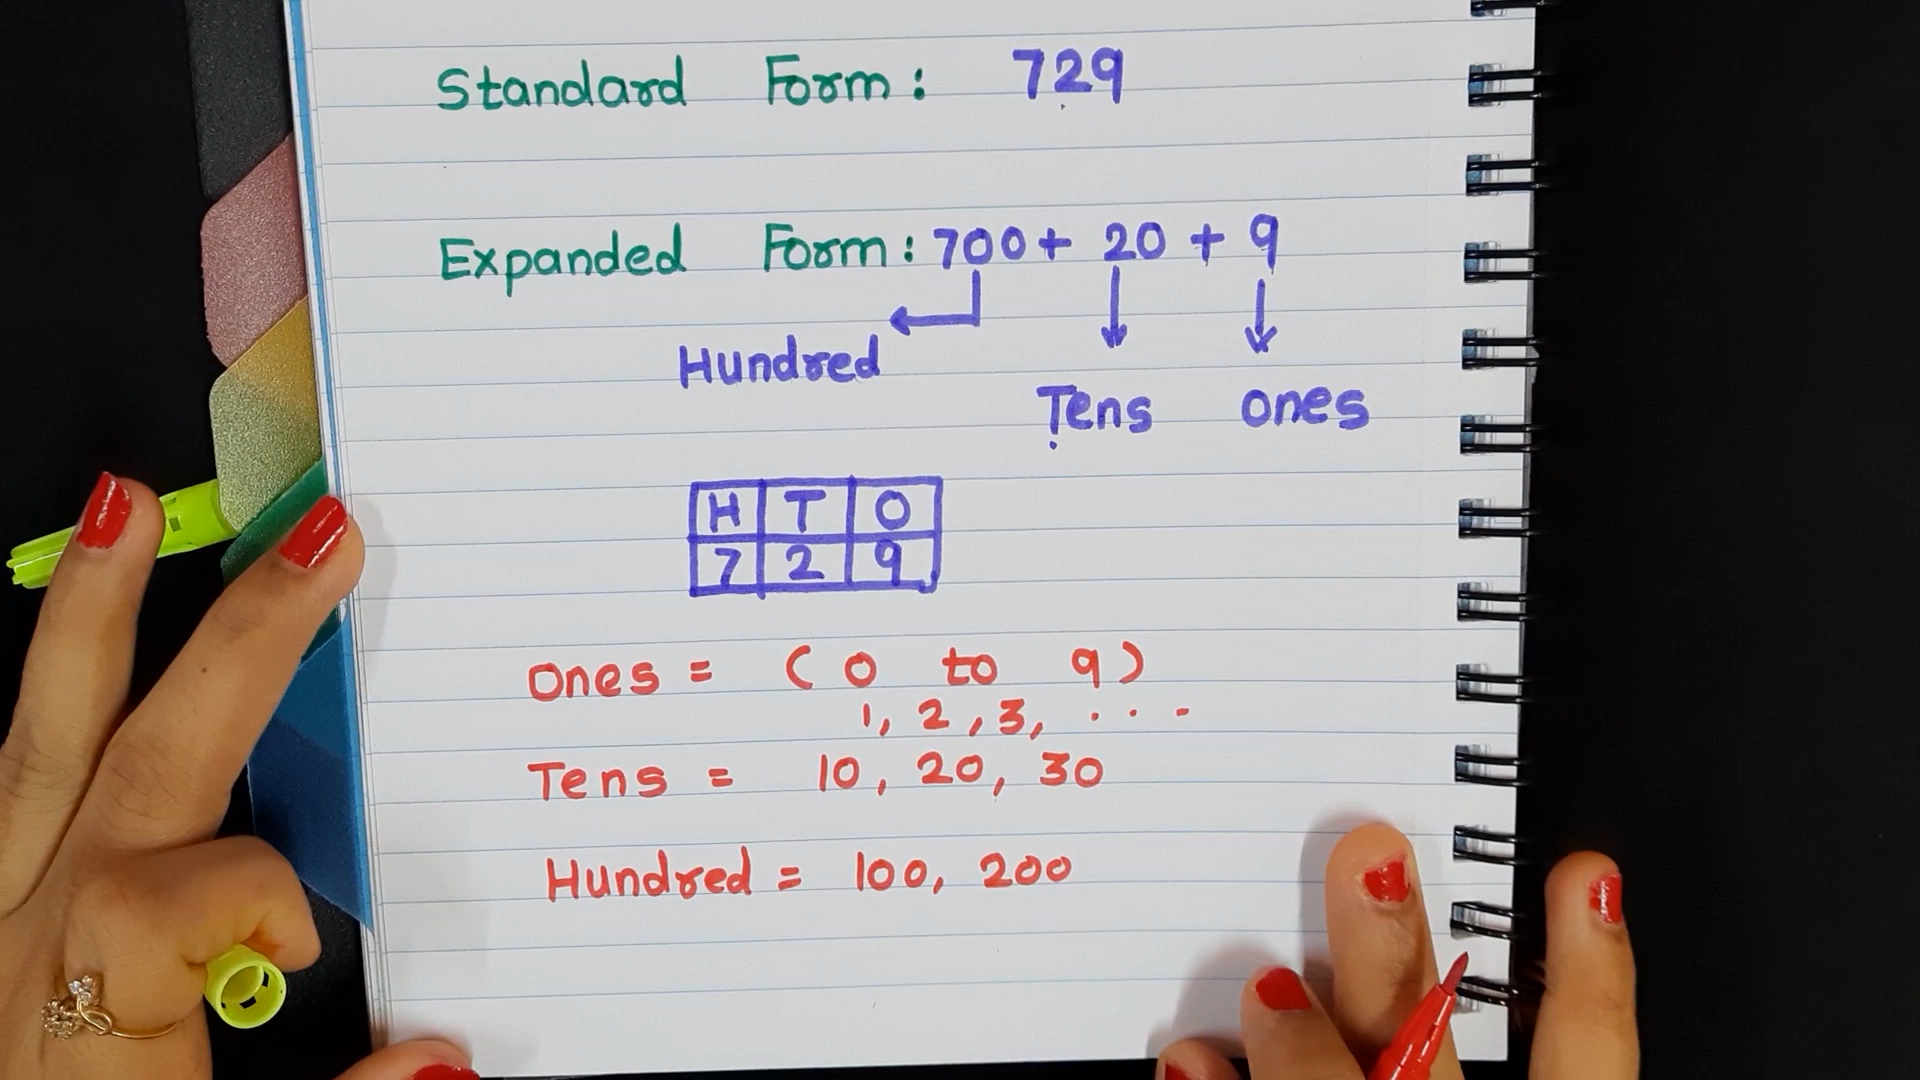 Standard Form: 729
Expanded Form: 700+ 20 + 9
Hundred
Tens ones
H T O
7 2 9
Ones = ( 0 to 9 )
1, 2, 3, . . .
Tens = 10, 20, 30
Hundred = 100, 200